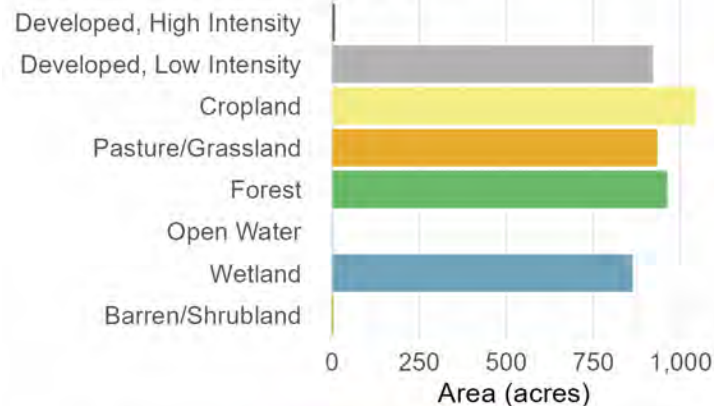 Developed, High Intensity
Developed, Low Intensity
Cropland
Pasture/Grassland
Forest
Open Water
Wetland
Barren/Shrubland
0 250 500 750 1,000
Area (acres)